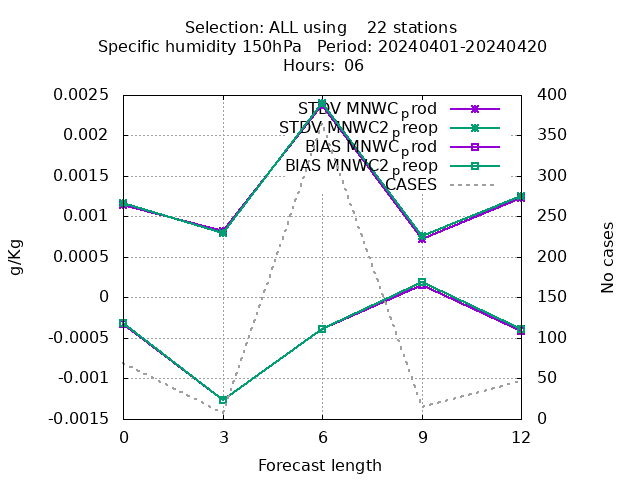 Selection: ALL using    22 stations
Specific humidity 150hPa   Period: 20240401-20240420
Hours:  06
STDV MNWC_prod
STDV MNWC2_preop
BIAS MNWC_prod
BIAS MNWC2_preop
CASES
0.0025
0.002
0.0015
0.001
0.0005
0
-0.0005
-0.001
-0.0015
g/Kg
400
350
300
250
200
150
100
50
0
No cases
0 3 6 9 12
Forecast length